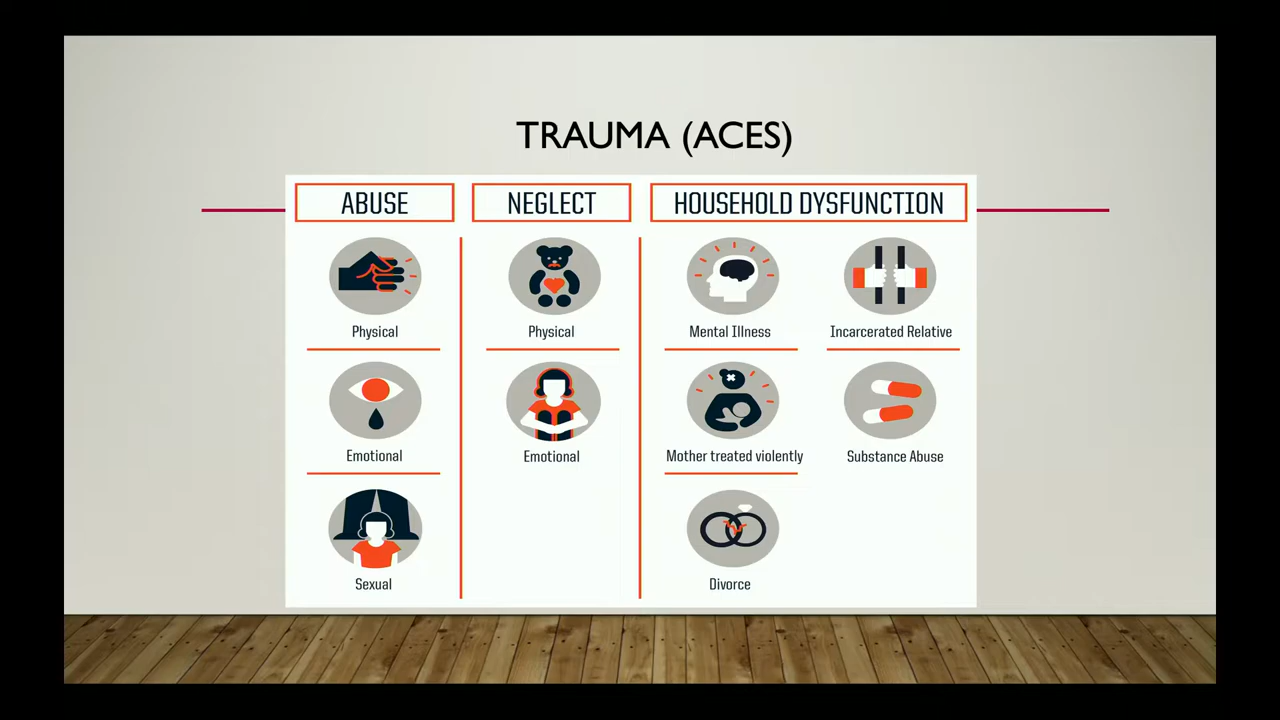 TRAUMA (ACES)
ABUSE
Physical
Emotional
Sexual
NEGLECT
Physical
Emotional
HOUSEHOLD DYSFUNCTION
Mental Illness
Incarcerated Relative
Mother treated violently
Substance Abuse
Divorce